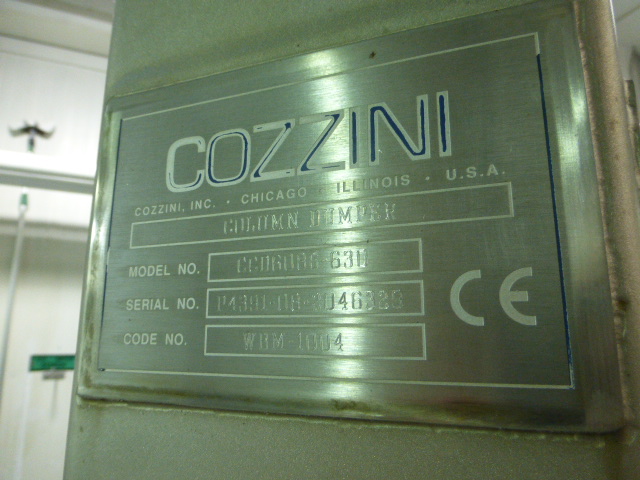 COZZINI
COZZINI, INC. · CHICAGO ILLINOIS · U.S.A.
COLUMN DUMPER
MODEL NO.
SERIAL NO.
CODE NO. WBM-1004
CE